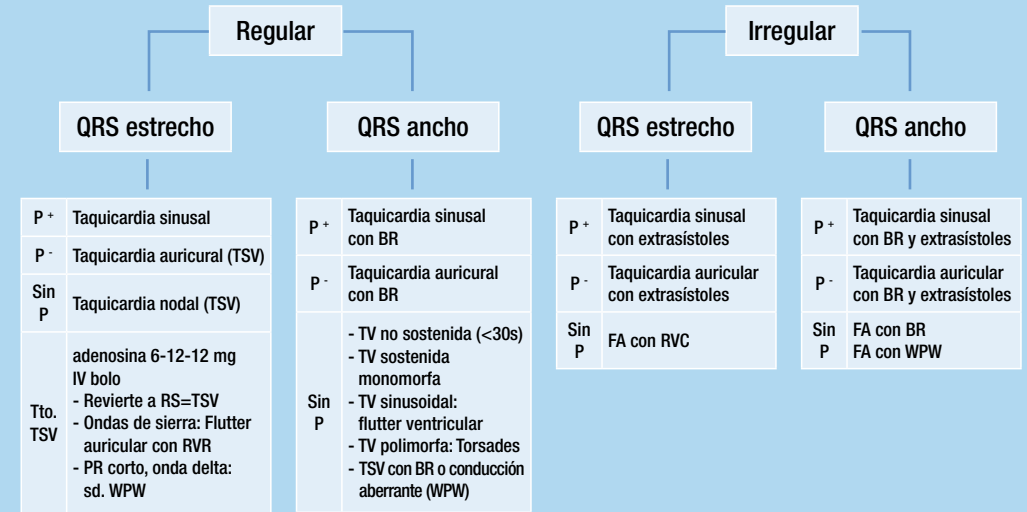 Regular
Irregular
QRS estrecho
QRS ancho
QRS estrecho
QRS ancho
P +
Taquicardia sinusal
P -
Taquicardia auricural (TSV)
Sin
P
Taquicardia nodal (TSV)
Tto.
TSV
adenosina 6-12-12 mg
IV bolo
- Revierte a RS=TSV
- Ondas de sierra: Flutter
auricular con RVR
- PR corto, onda delta:
sd. WPW
P +
Taquicardia sinusal
con BR
P -
Taquicardia auricural
con BR
Sin
P
- TV no sostenida (<30s)
- TV sostenida
monomorfa
- TV sinusoidal:
flutter ventricular
- TV polimorfa: Torsades
- TSV con BR o conducción
aberrante (WPW)
P +
Taquicardia sinusal
con extrasístoles
P -
Taquicardia auricular
con extrasístoles
Sin
P
FA con RVC
P +
Taquicardia sinusal
con BR y extrasístoles
P -
Taquicardia auricular
con BR y extrasístoles
Sin
P
FA con BR
FA con WPW